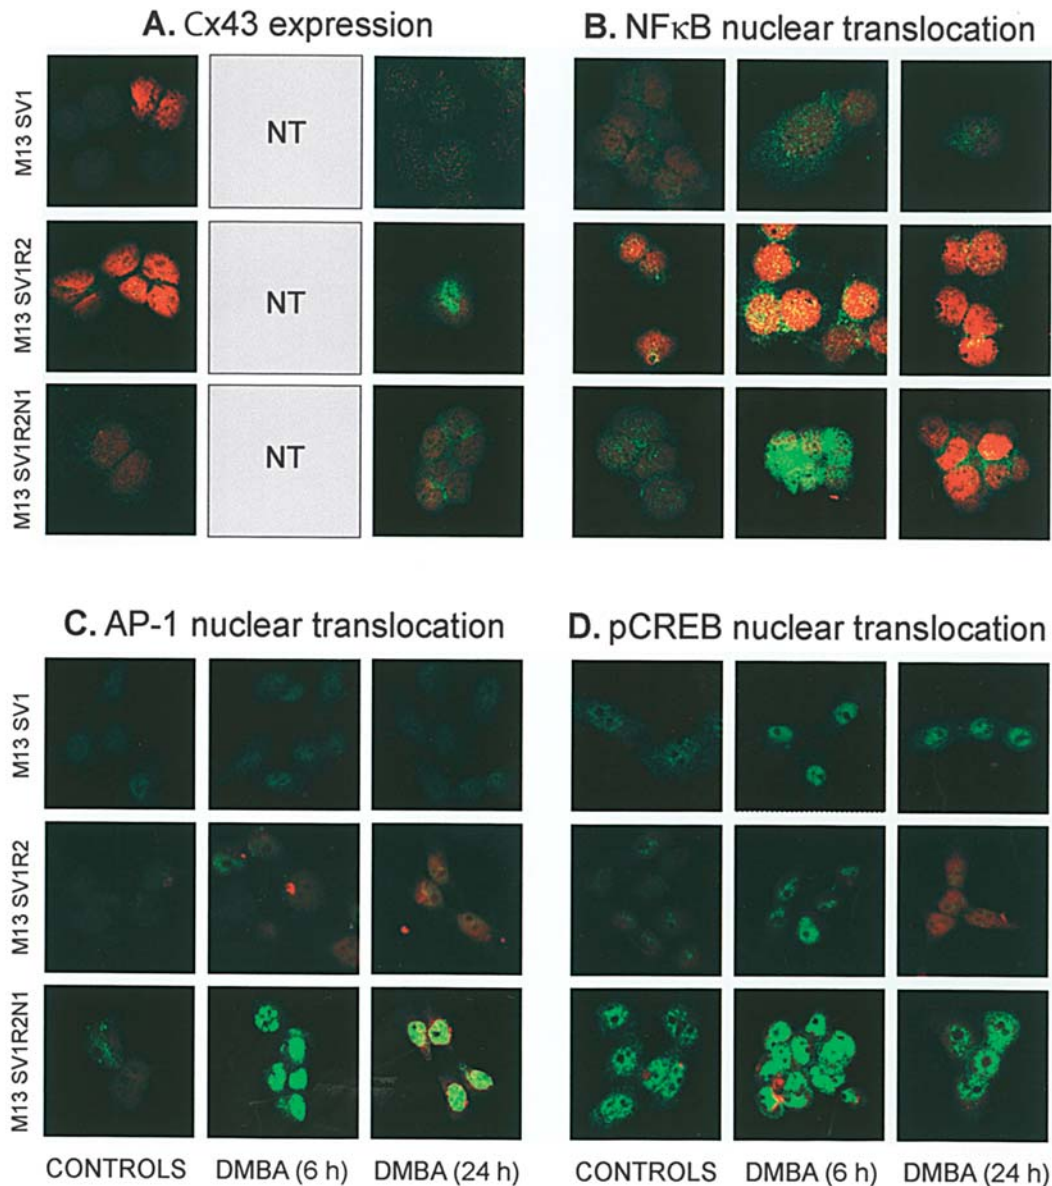 A. Cx43 expression
B. NFκB nuclear translocation
M13 SV1
NT
M13 SV1R2
NT
M13 SV1R2N1
NT
C. AP-1 nuclear translocation
D. pCREB nuclear translocation
M13 SV1
M13 SV1R2
M13 SV1R2N1
CONTROLS DMBA (6 h) DMBA (24 h)
CONTROLS DMBA (6 h) DMBA (24 h)